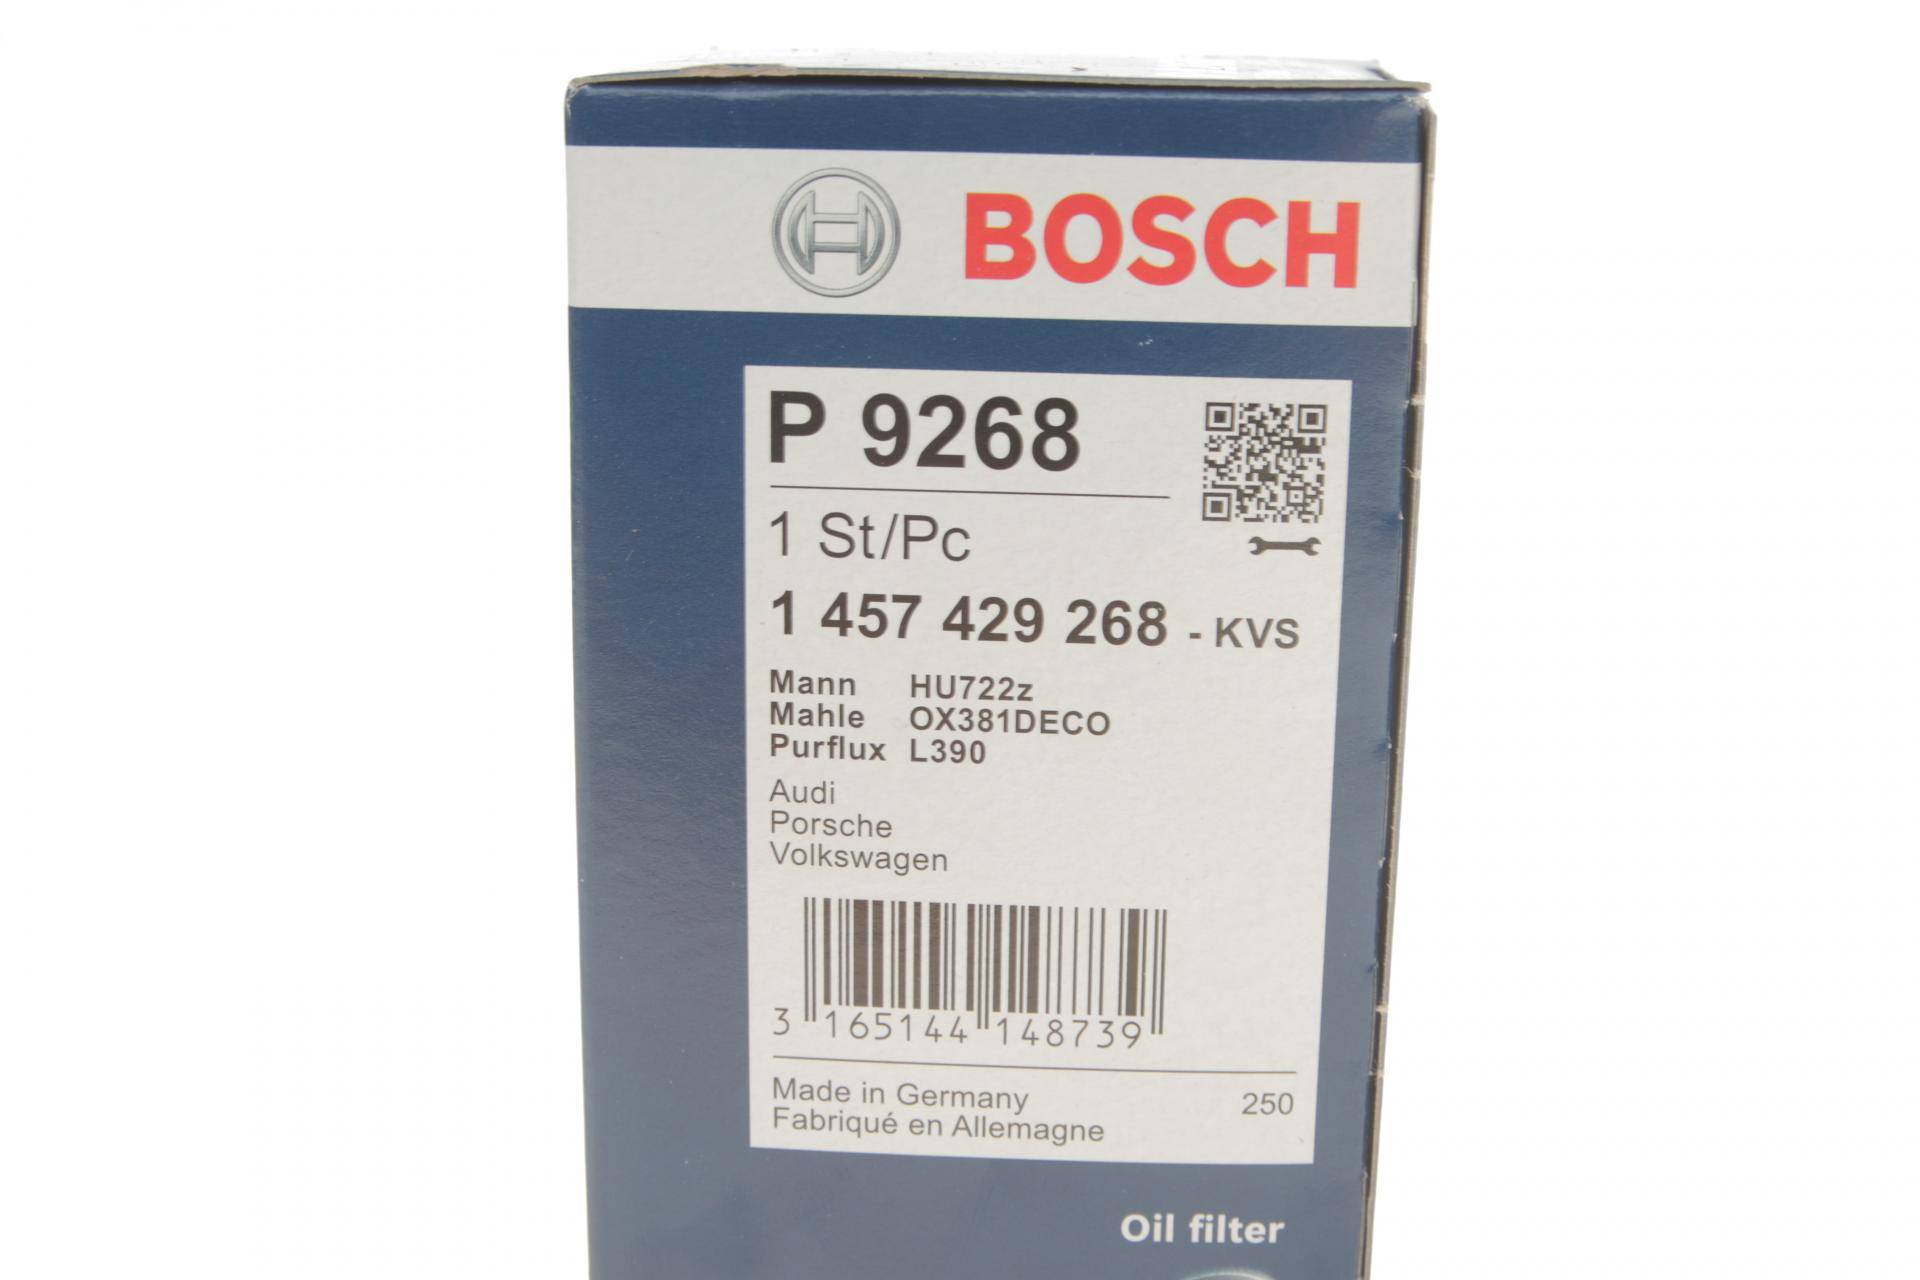 BOSCH
P 9268
1 St/Pc
1 457 429 268 - KVS
Mann HU722z
Mahle OX381DECO
Purflux L390
Audi
Porsche
Volkswagen
3 165144 148739
Made in Germany 250
Fabriqué en Allemagne
Oil filter